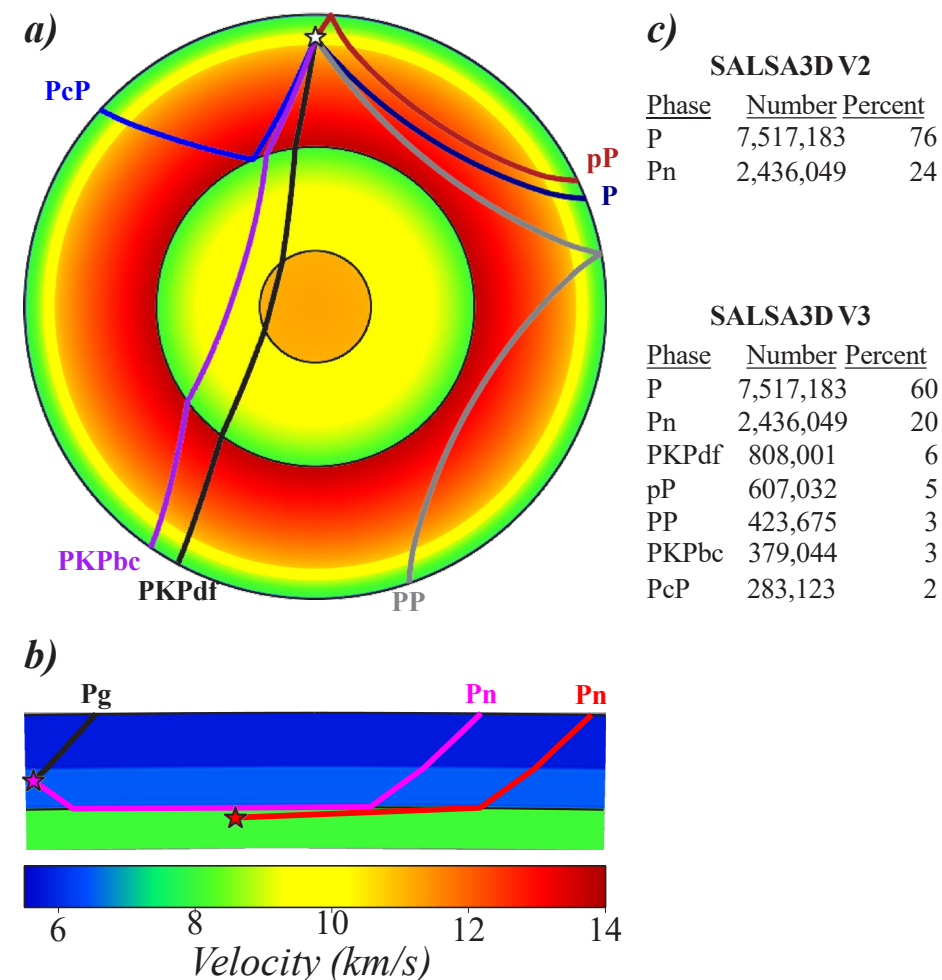 a)
PcP
pP
P
PKPbc
PKPdf
PP
b)
Pg
Pn
Pn
6 8 10 12 14
Velocity (km/s)
c)
SALSA3D V2
Phase Number Percent
P 7,517,183 76
Pn 2,436,049 24
SALSA3D V3
Phase Number Percent
P 7,517,183 60
Pn 2,436,049 20
PKPdf 808,001 6
pP 607,032 5
PP 423,675 3
PKPbc 379,044 3
PcP 283,123 2